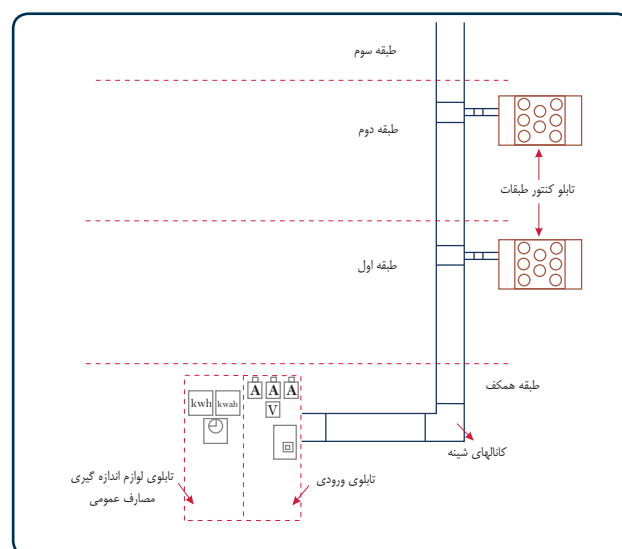 طبقه سوم
طبقه دوم
تابلو کنتور طبقات
طبقه اول
طبقه همکف
A A A
kwh kwah
V
کانالهای شینه
تابلوی ورودی
تابلوی لوازم اندازه گیری
مصارف عمومی